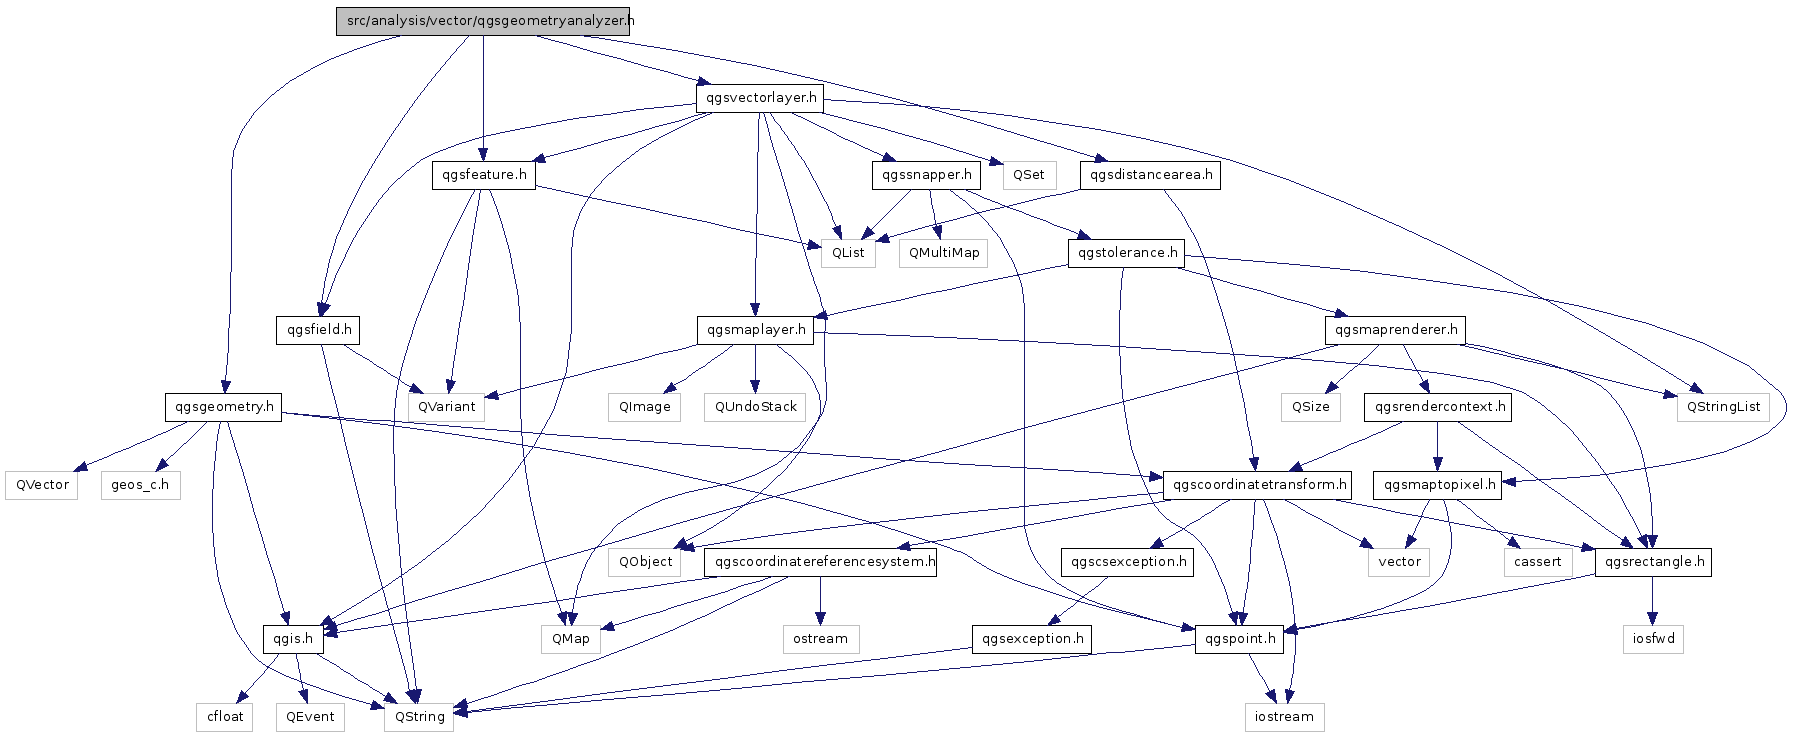 src/analysis/vector/qgsgeometryanalyzer.h
qgsvectorlayer.h
qgsfeature.h
qgssnapper.h
QSet
qgsdistancearea.h
QList
QMultiMap
qgstolerance.h
qgsfield.h
qgsmaplayer.h
qgsmaprenderer.h
qgsgeometry.h
QVariant
QImage
QUndoStack
QSize
qgsrendercontext.h
QStringList
QVector
geos_c.h
qgscoordinatetransform.h
qgsmaptopixel.h
QObject
qgscoordinatereferencesystem.h
qgscsexception.h
vector
cassert
qgsrectangle.h
qgis.h
QMap
ostream
qgsexception.h
qgspoint.h
iosfwd
cfloat
QEvent
QString
iostream